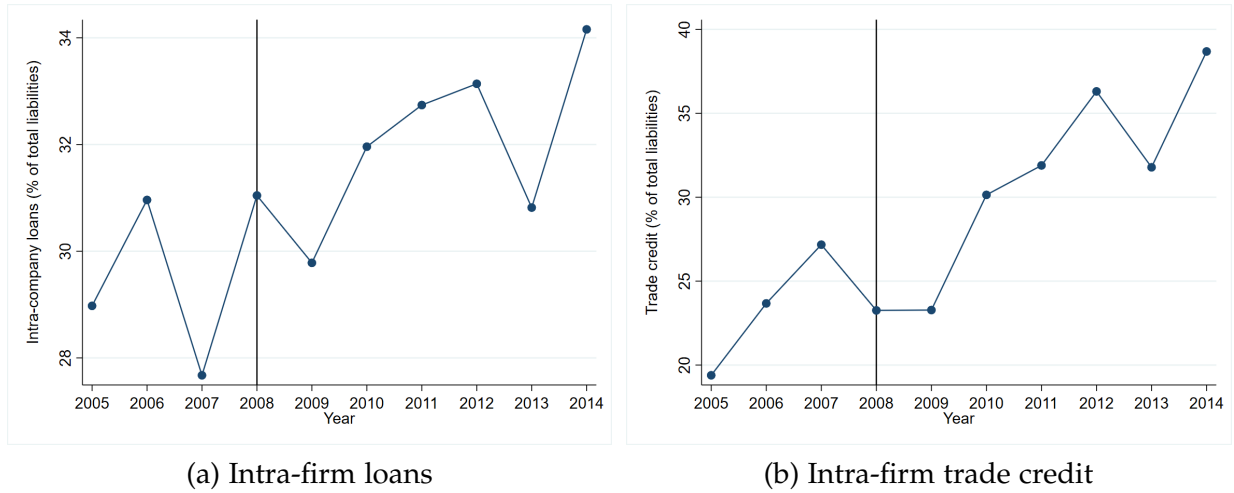 Intra-company loans (% of total liabilities)
34
32
30
28
2005 2006 2007 2008 2009 2010 2011 2012 2013 2014
Year
(a) Intra-firm loans
Trade credit (% of total liabilities)
40
35
30
25
20
2005 2006 2007 2008 2009 2010 2011 2012 2013 2014
Year
(b) Intra-firm trade credit